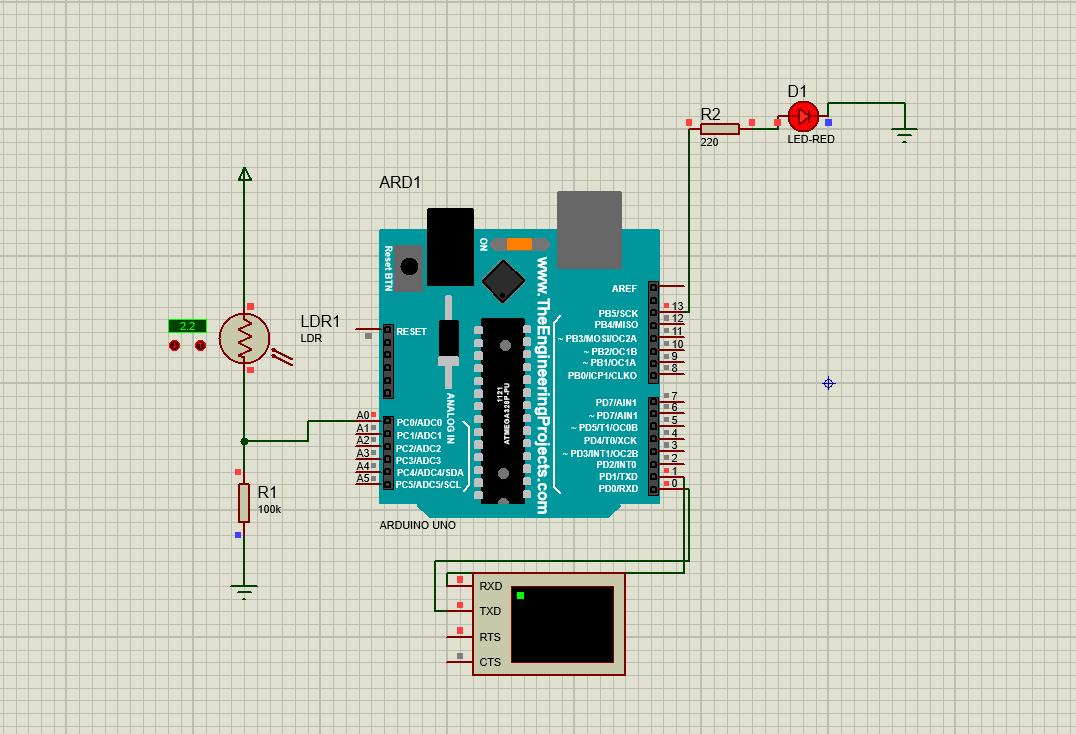 D1
R2
220
LED-RED
ARD1
ON
Reset BTN
www.TheEngineeringProjects.com
AREF
PB5/SCK 13
PB4/MISO 12
~ PB3/MOSI/OC2A 11
~ PB2/OC1B 10
~ PB1/OC1A 9
PB0/ICP1/CLKO 8
2.2
LDR1
LDR
RESET
ANALOG IN
1121
ATMEGA328P-PU
A0 PC0/ADC0
A1 PC1/ADC1
A2 PC2/ADC2
A3 PC3/ADC3
A4 PC4/ADC4/SDA
A5 PC5/ADC5/SCL
PD7/AIN1 7
~ PD7/AIN1 6
~ PD5/T1/OC0B 5
PD4/T0/XCK 4
~ PD3/INT1/OC2B 3
PD2/INT0 2
PD1/TXD 1
PD0/RXD 0
R1
100k
ARDUINO UNO
RXD
TXD
RTS
CTS